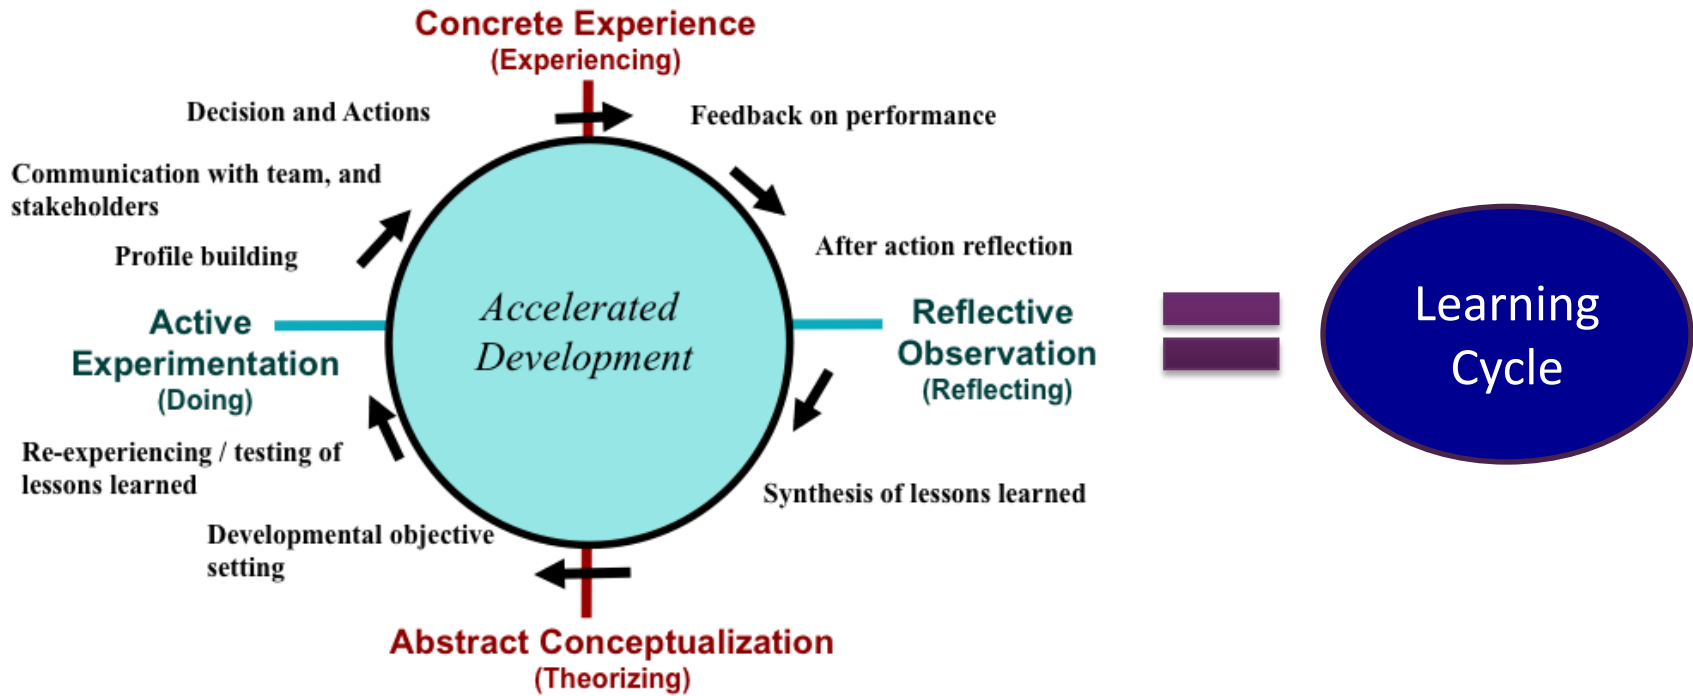 Concrete Experience
(Experiencing)
Decision and Actions
Feedback on performance
Communication with team, and
stakeholders
After action reflection
Profile building
Accelerated
Development
Active
Experimentation
(Doing)
Reflective
Observation
(Reflecting)
Learning
Cycle
Re-experiencing / testing of
lessons learned
Synthesis of lessons learned
Developmental objective
setting
Abstract Conceptualization
(Theorizing)